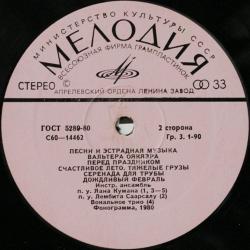 МИНИСТЕРСТВО КУЛЬТУРЫ СССР
МЕЛОДИЯ
ВСЕСОЮЗНАЯ ФИРМА ГРАМПЛАСТИНОК
СТЕРЕО
33
АПРЕЛЕВСКИЙ ОРДЕНА ЛЕНИНА ЗАВОД
ГОСТ 5289-80
2 сторона
С60—14462
Гр. 3. 1-90
ПЕСНИ И ЭСТРАДНАЯ МУЗЫКА
ВАЛЬТЕРА ОЯКЯЭРА
ПЕРЕД ПРАЗДНИКОМ
СЧАСТЛИВОЕ ЛЕТО. ТЯЖЕЛЫЕ ГРУЗЫ
СЕРЕНАДА ДЛЯ ТРУБЫ
ДОЖДЛИВЫЙ ФЕВРАЛЬ
Инстр. ансамбль
п/у Яана Кумана (1, 3—5)
п/у Лембита Саарсалу (2)
Вокальное трио (4)
Фонограмма, 1980